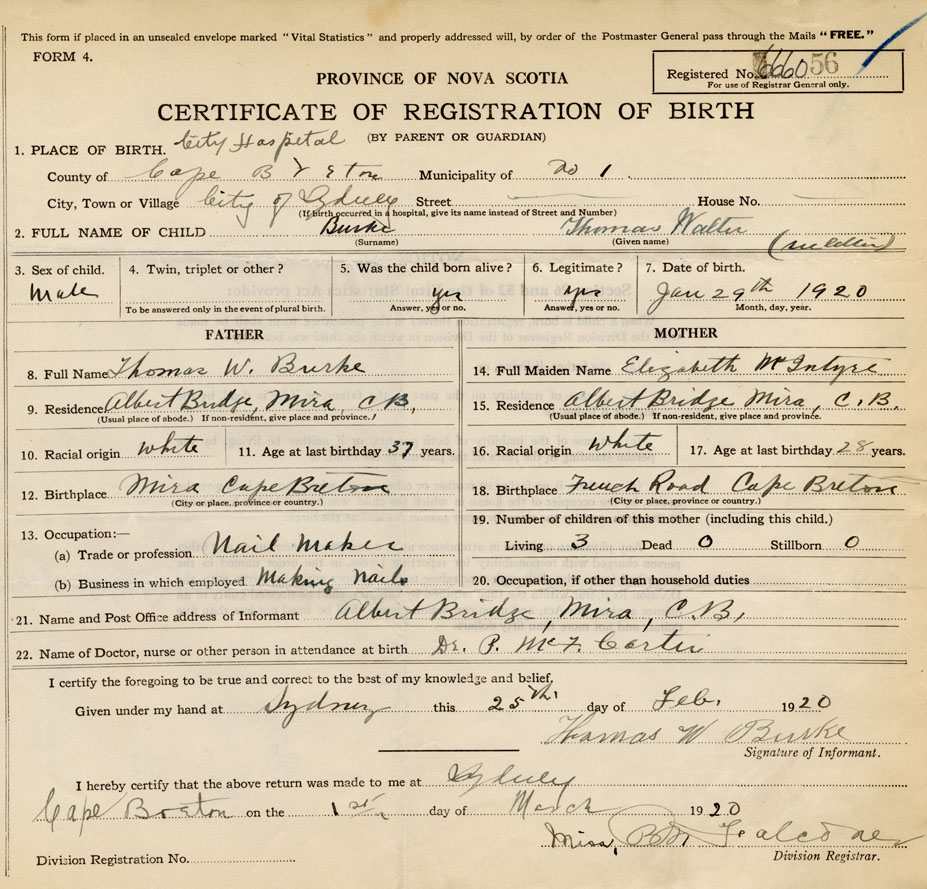 This form if placed in an unsealed envelope marked "Vital Statistics" and properly addressed will, by order of the Postmaster General pass through the Mails "FREE."
FORM 4.
PROVINCE OF NOVA SCOTIA
Registered No. 56
For use of Registrar General only.
CERTIFICATE OF REGISTRATION OF BIRTH
(BY PARENT OR GUARDIAN)
1. PLACE OF BIRTH. City Hospetal
County of Cape B r eton Municipality of no 1
City, Town or Village City of Sydney Street House No.
(If birth occurred in a hospital, give its name instead of Street and Number)
2. FULL NAME OF CHILD Burke Thomas Walter
(Surname) (Given name)
3. Sex of child. 4. Twin, triplet or other? 5. Was the child born alive? 6. Legitimate? 7. Date of birth.
Male yes yes Jan 29th 1920
To be answered only in the event of plural birth. Answer, yes or no. Answer, yes or no. Month, day, year.
FATHER MOTHER
8. Full Name Thomas W. Burke 14. Full Maiden Name Elizabeth McIntyre
9. Residence Albert Bridge, Mira, C.B. 15. Residence Albert Bridge Mira, C.B.
(Usual place of abode.) If non-resident, give place and province. (Usual place of abode.) If non-resident, give place and province.
10. Racial origin white 11. Age at last birthday 37 years. 16. Racial origin white 17. Age at last birthday 28 years.
12. Birthplace Mira Cape Breton 18. Birthplace French Road Cape Breton
(City or place, province or country.) (City or place, province or country.)
13. Occupation:— 19. Number of children of this mother (including this child.)
(a) Trade or profession Nail Maker Living 3 Dead 0 Stillborn 0
(b) Business in which employed Making Nails 20. Occupation, if other than household duties
21. Name and Post Office address of Informant Albert Bridge, Mira, C.B.,
22. Name of Doctor, nurse or other person in attendance at birth Dr. P. McF. Carter
I certify the foregoing to be true and correct to the best of my knowledge and belief,
Given under my hand at Sydney this 25th. day of Feb. 1920
Thomas W Burke
Signature of Informant.
I hereby certify that the above return was made to me at Sydney
Cape Breton on the 1st day of March 1920
Miss,
Division Registration No. Division Registrar.